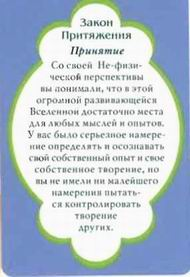 Закон
Притяжения
Принятие
Со своей Не-физи-
ческой перспективы
вы понимали, что в этой
огромной развивающейся
Вселенной достаточно места
для любых мыслей и опытов.
У вас было серьезное намере-
ние определять и осознавать
свой собственный опыт и свое
собственное творение, но
вы не имели ни малейшего
намерения пытать-
ся контролировать
творение
других.